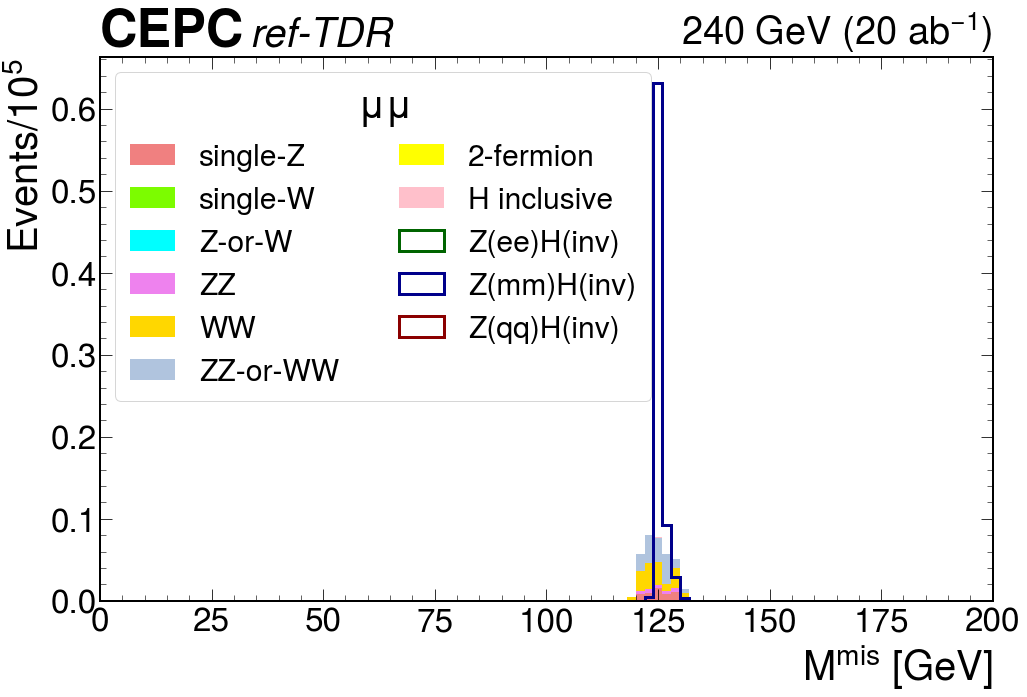 CEPC ref-TDR 240 GeV (20 ab⁻¹)
Events/10⁵
μμ
single-Z 2-fermion
single-W H inclusive
Z-or-W Z(ee)H(inv)
ZZ Z(mm)H(inv)
WW Z(qq)H(inv)
ZZ-or-WW
0.6
0.5
0.4
0.3
0.2
0.1
0.0
0 25 50 75 100 125 150 175 200
Mᵐⁱˢ [GeV]